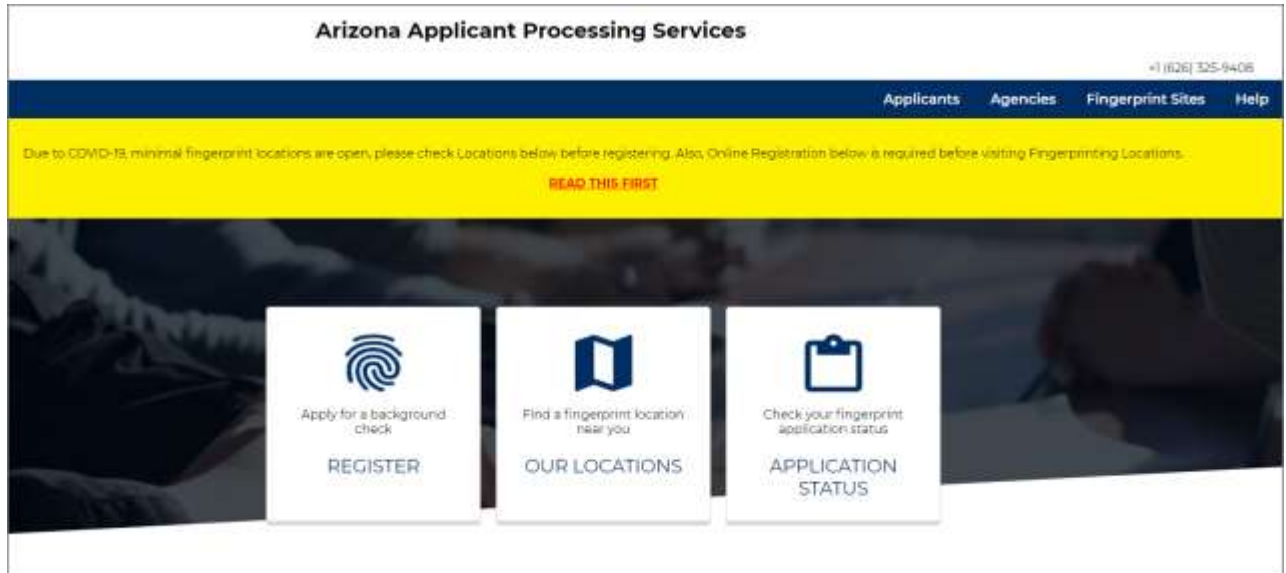 Arizona Applicant Processing Services
+1 (626) 325-9408
Applicants Agencies Fingerprint Sites Help
Due to COVID-19, minimal fingerprint locations are open, please check Locations below before registering. Also, Online Registration below is required before visiting Fingerprinting Locations.
READ THIS FIRST
Apply for a background
check
REGISTER
Find a fingerprint location
near you
OUR LOCATIONS
Check your fingerprint
application status
APPLICATION
STATUS